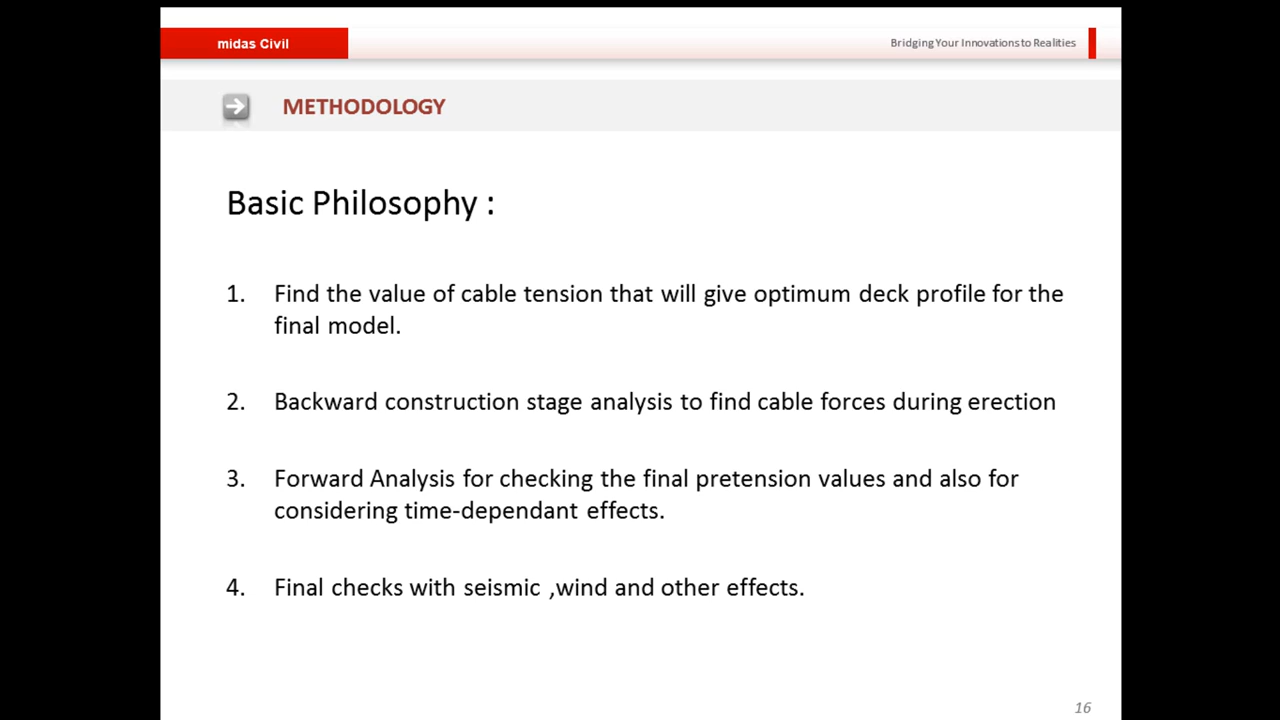 midas Civil
Bridging Your Innovations to Realities
METHODOLOGY
Basic Philosophy :
1. Find the value of cable tension that will give optimum deck profile for the
final model.
2. Backward construction stage analysis to find cable forces during erection
3. Forward Analysis for checking the final pretension values and also for
considering time-dependant effects.
4. Final checks with seismic ,wind and other effects.
16